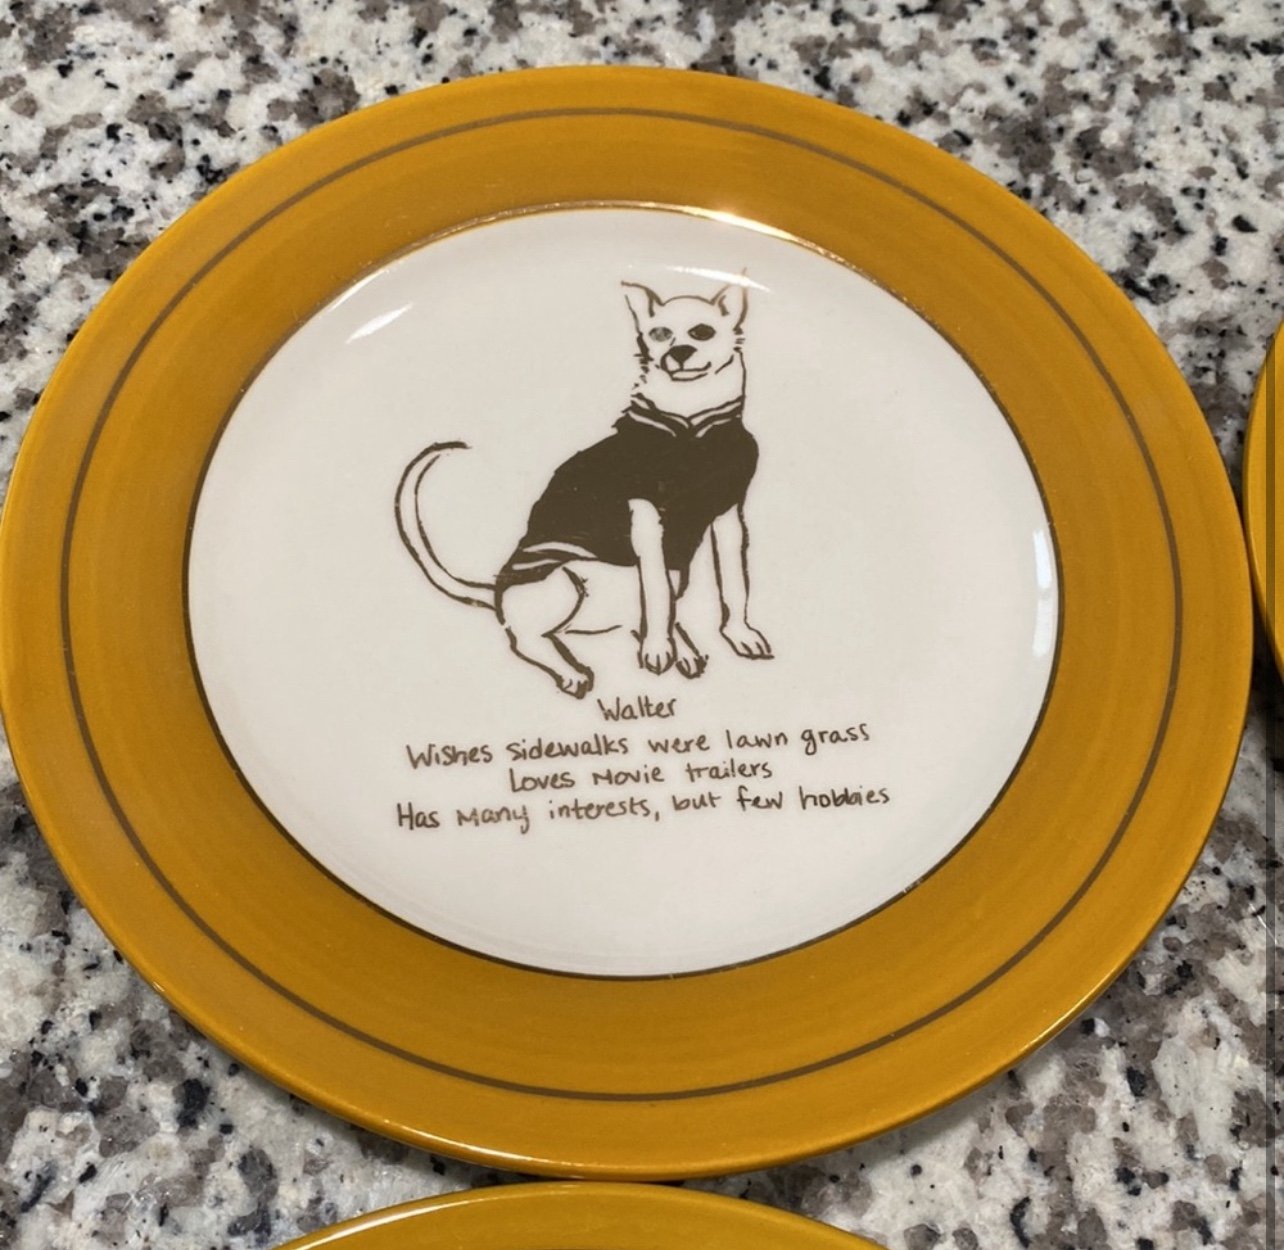 Walter
Wishes sidewalks were lawn grass
Loves Movie trailers
Has Many interests, but few hobbies